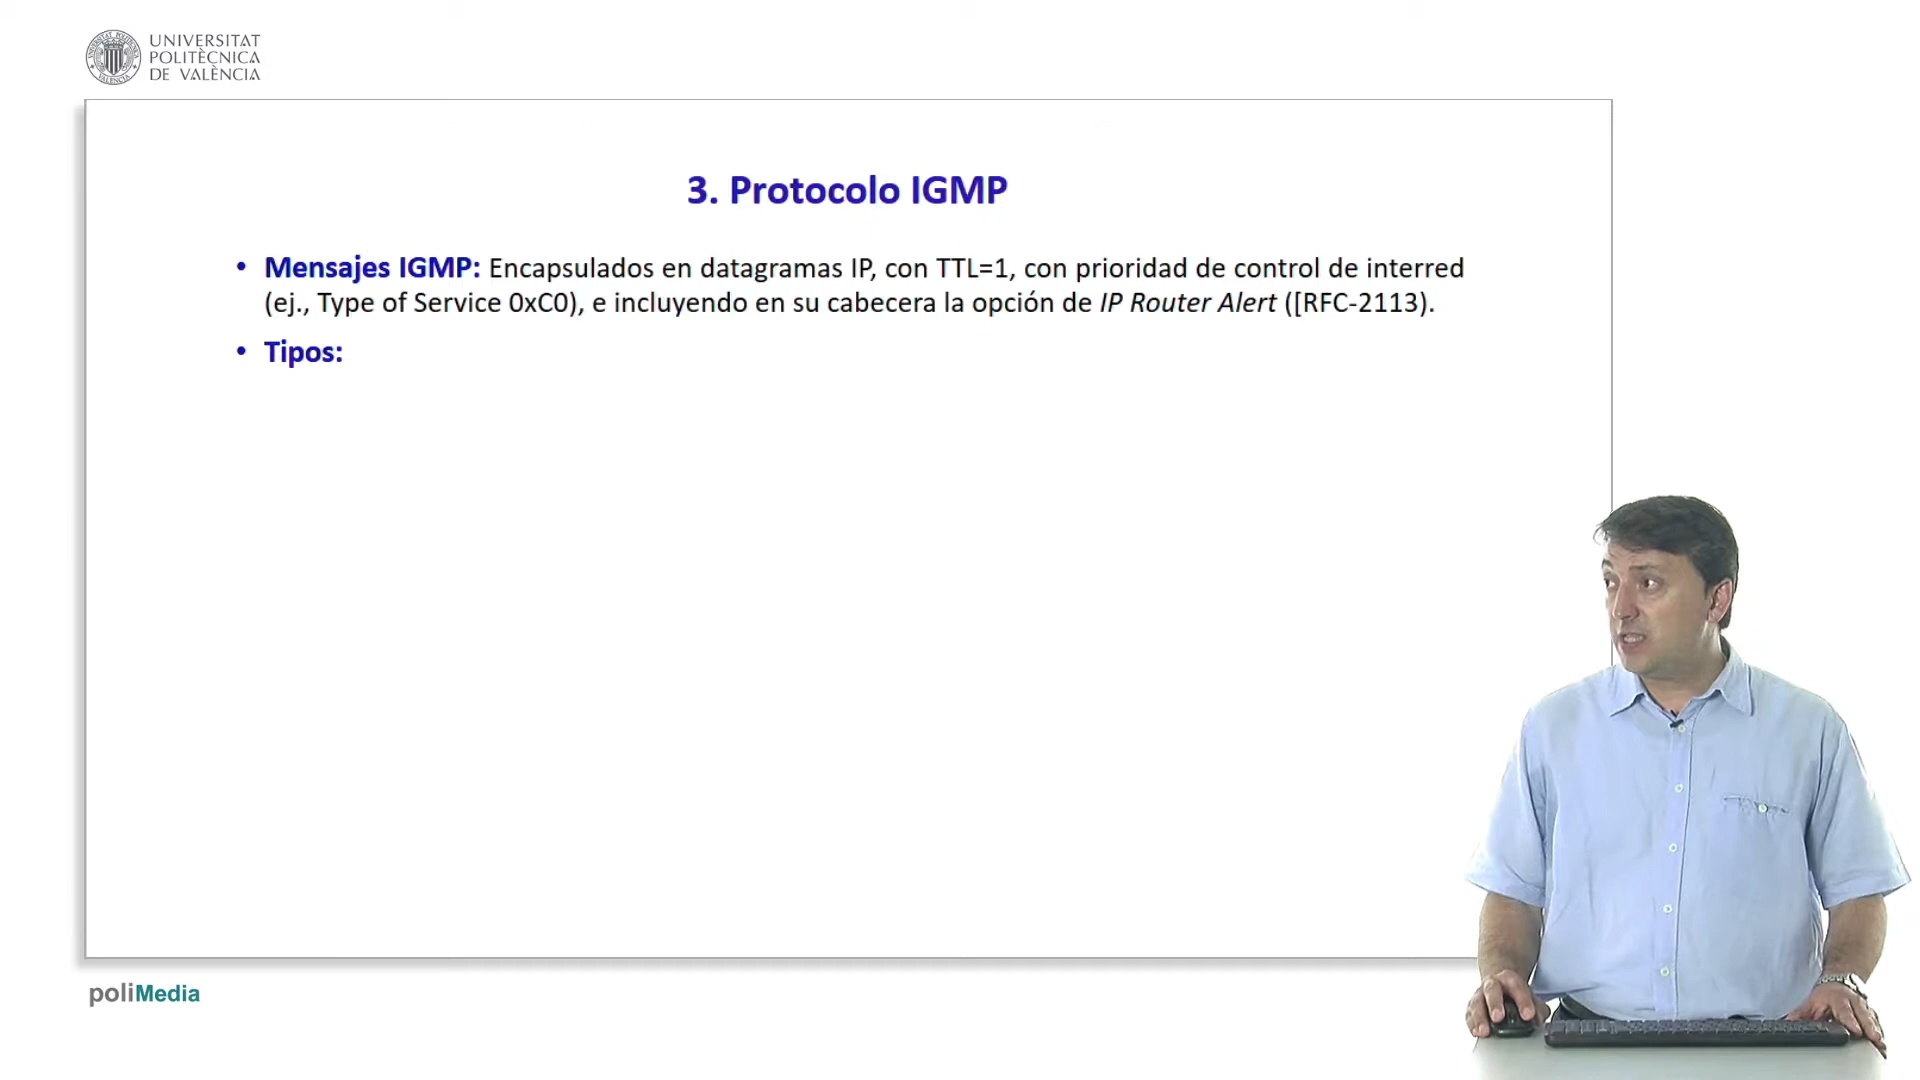 UNIVERSITAT
POLITÈCNICA
DE VALÈNCIA
3. Protocolo IGMP
• Mensajes IGMP: Encapsulados en datagramas IP, con TTL=1, con prioridad de control de interred
(ej., Type of Service 0xC0), e incluyendo en su cabecera la opción de IP Router Alert ([RFC-2113).
• Tipos:
poliMedia